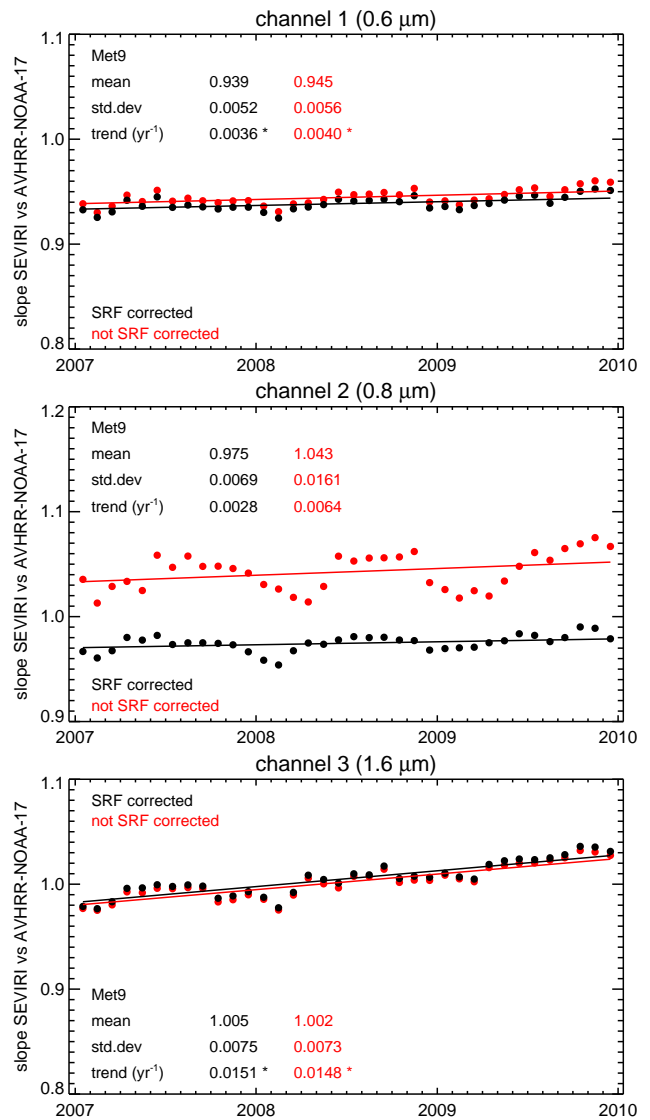 channel 1 (0.6 μm)
slope SEVIRI vs AVHRR-NOAA-17
1.1
1.0
0.9
0.8
Met9
mean 0.939 0.945
std.dev 0.0052 0.0056
trend (yr⁻¹) 0.0036 * 0.0040 *
SRF corrected
not SRF corrected
2007 2008 2009 2010
channel 2 (0.8 μm)
slope SEVIRI vs AVHRR-NOAA-17
1.2
1.1
1.0
0.9
Met9
mean 0.975 1.043
std.dev 0.0069 0.0161
trend (yr⁻¹) 0.0028 0.0064
SRF corrected
not SRF corrected
2007 2008 2009 2010
channel 3 (1.6 μm)
slope SEVIRI vs AVHRR-NOAA-17
1.1
1.0
0.9
0.8
SRF corrected
not SRF corrected
Met9
mean 1.005 1.002
std.dev 0.0075 0.0073
trend (yr⁻¹) 0.0151 * 0.0148 *
2007 2008 2009 2010